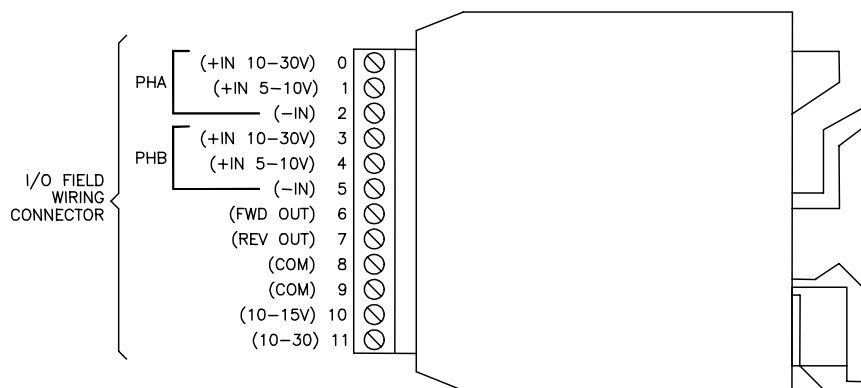 PHA
(+IN 10-30V) 0
(+IN 5-10V) 1
(-IN) 2
PHB
(+IN 10-30V) 3
(+IN 5-10V) 4
(-IN) 5
I/O FIELD
WIRING
CONNECTOR
(FWD OUT) 6
(REV OUT) 7
(COM) 8
(COM) 9
(10-15V) 10
(10-30) 11